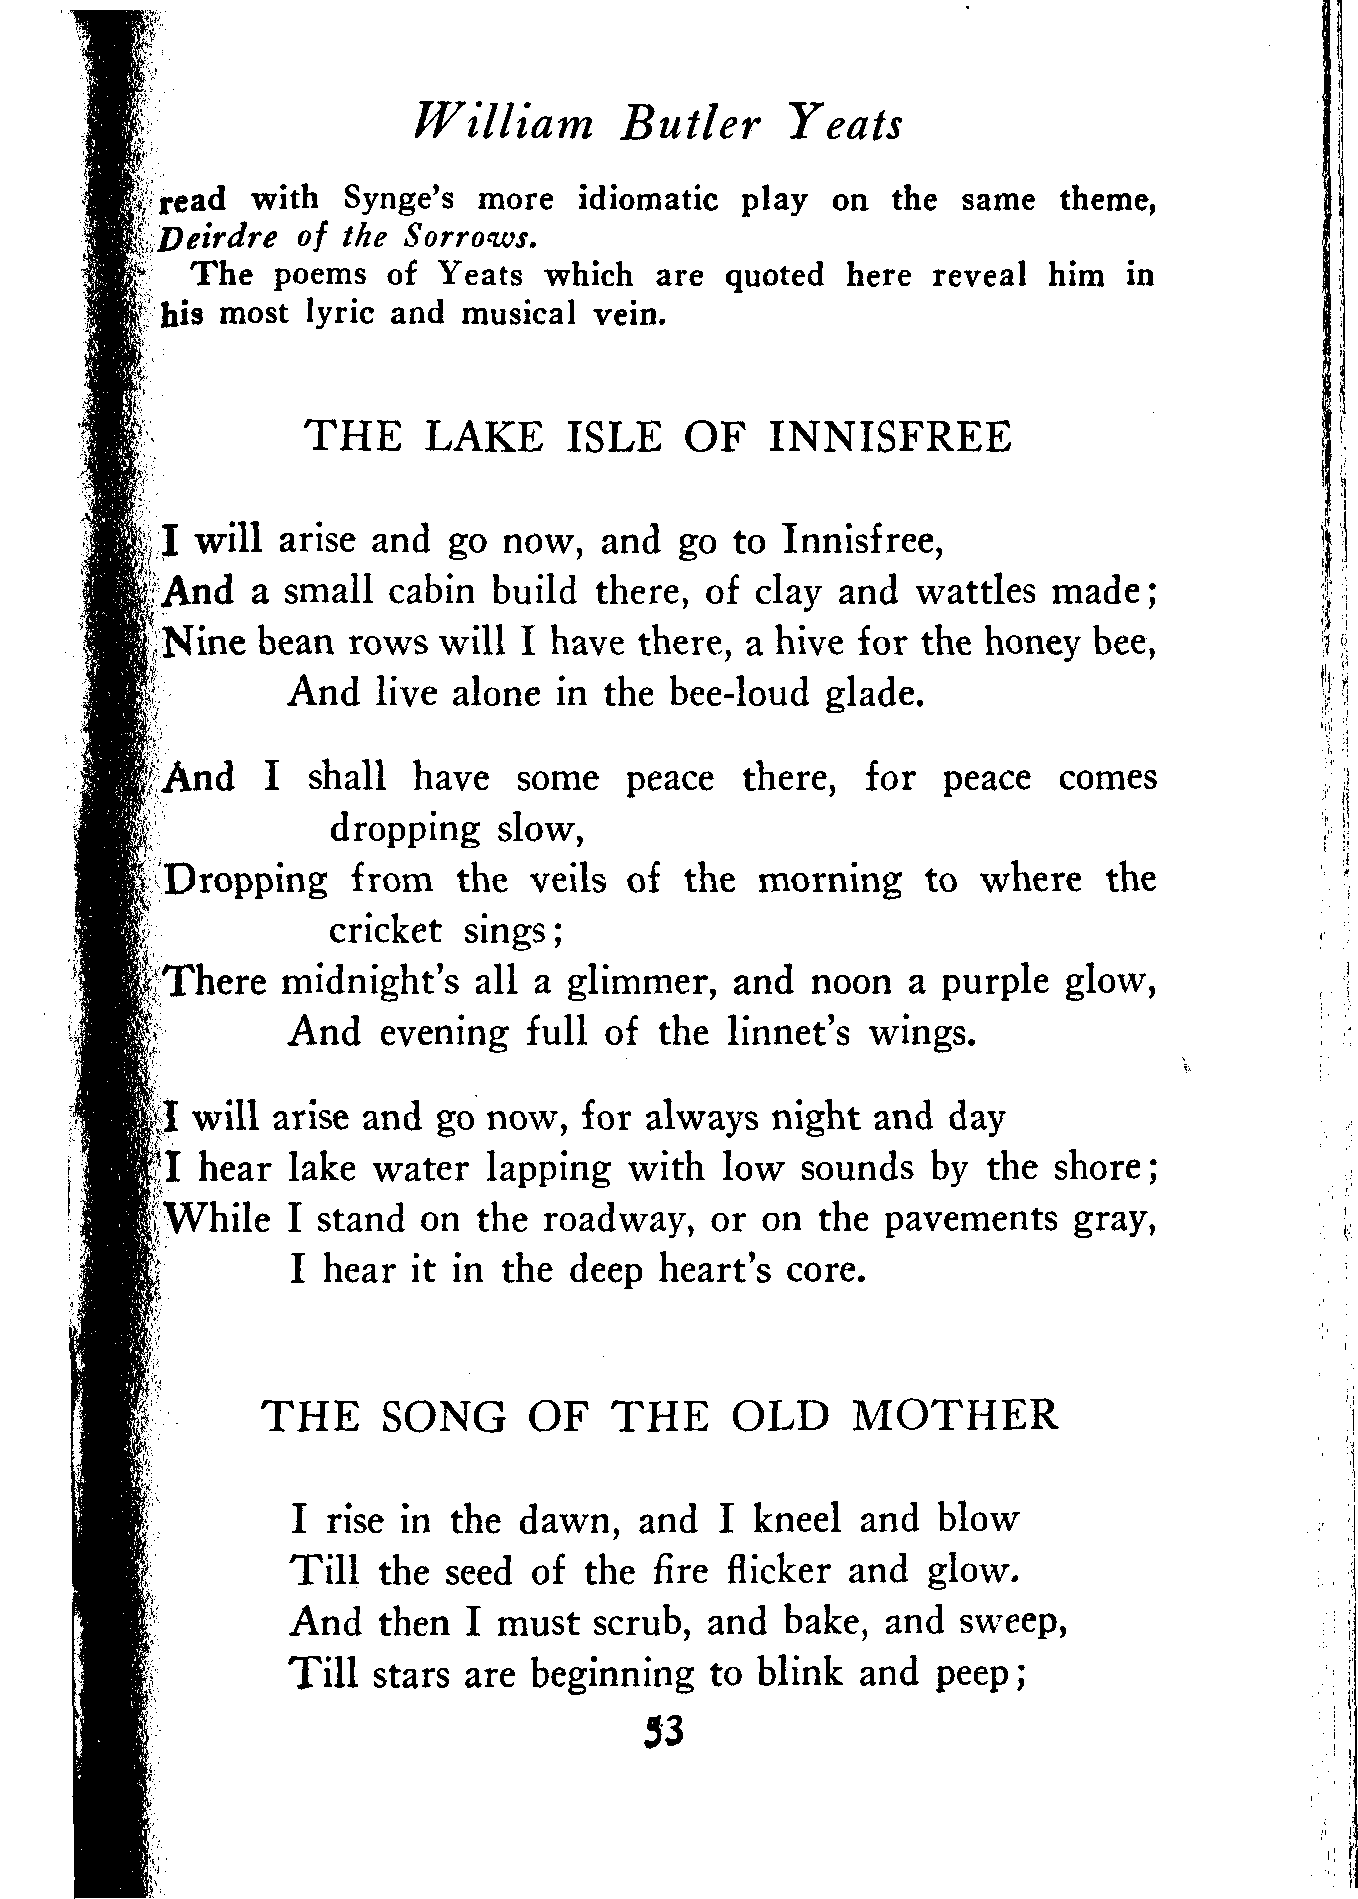 William Butler Yeats
read with Synge's more idiomatic play on the same theme,
Deirdre of the Sorrows.
The poems of Yeats which are quoted here reveal him in
his most lyric and musical vein.
THE LAKE ISLE OF INNISFREE
I will arise and go now, and go to Innisfree,
And a small cabin build there, of clay and wattles made;
Nine bean rows will I have there, a hive for the honey bee,
And live alone in the bee-loud glade.
And I shall have some peace there, for peace comes
dropping slow,
Dropping from the veils of the morning to where the
cricket sings;
There midnight's all a glimmer, and noon a purple glow,
And evening full of the linnet's wings.
I will arise and go now, for always night and day
I hear lake water lapping with low sounds by the shore;
While I stand on the roadway, or on the pavements gray,
I hear it in the deep heart's core.
THE SONG OF THE OLD MOTHER
I rise in the dawn, and I kneel and blow
Till the seed of the fire flicker and glow.
And then I must scrub, and bake, and sweep,
Till stars are beginning to blink and peep;
53